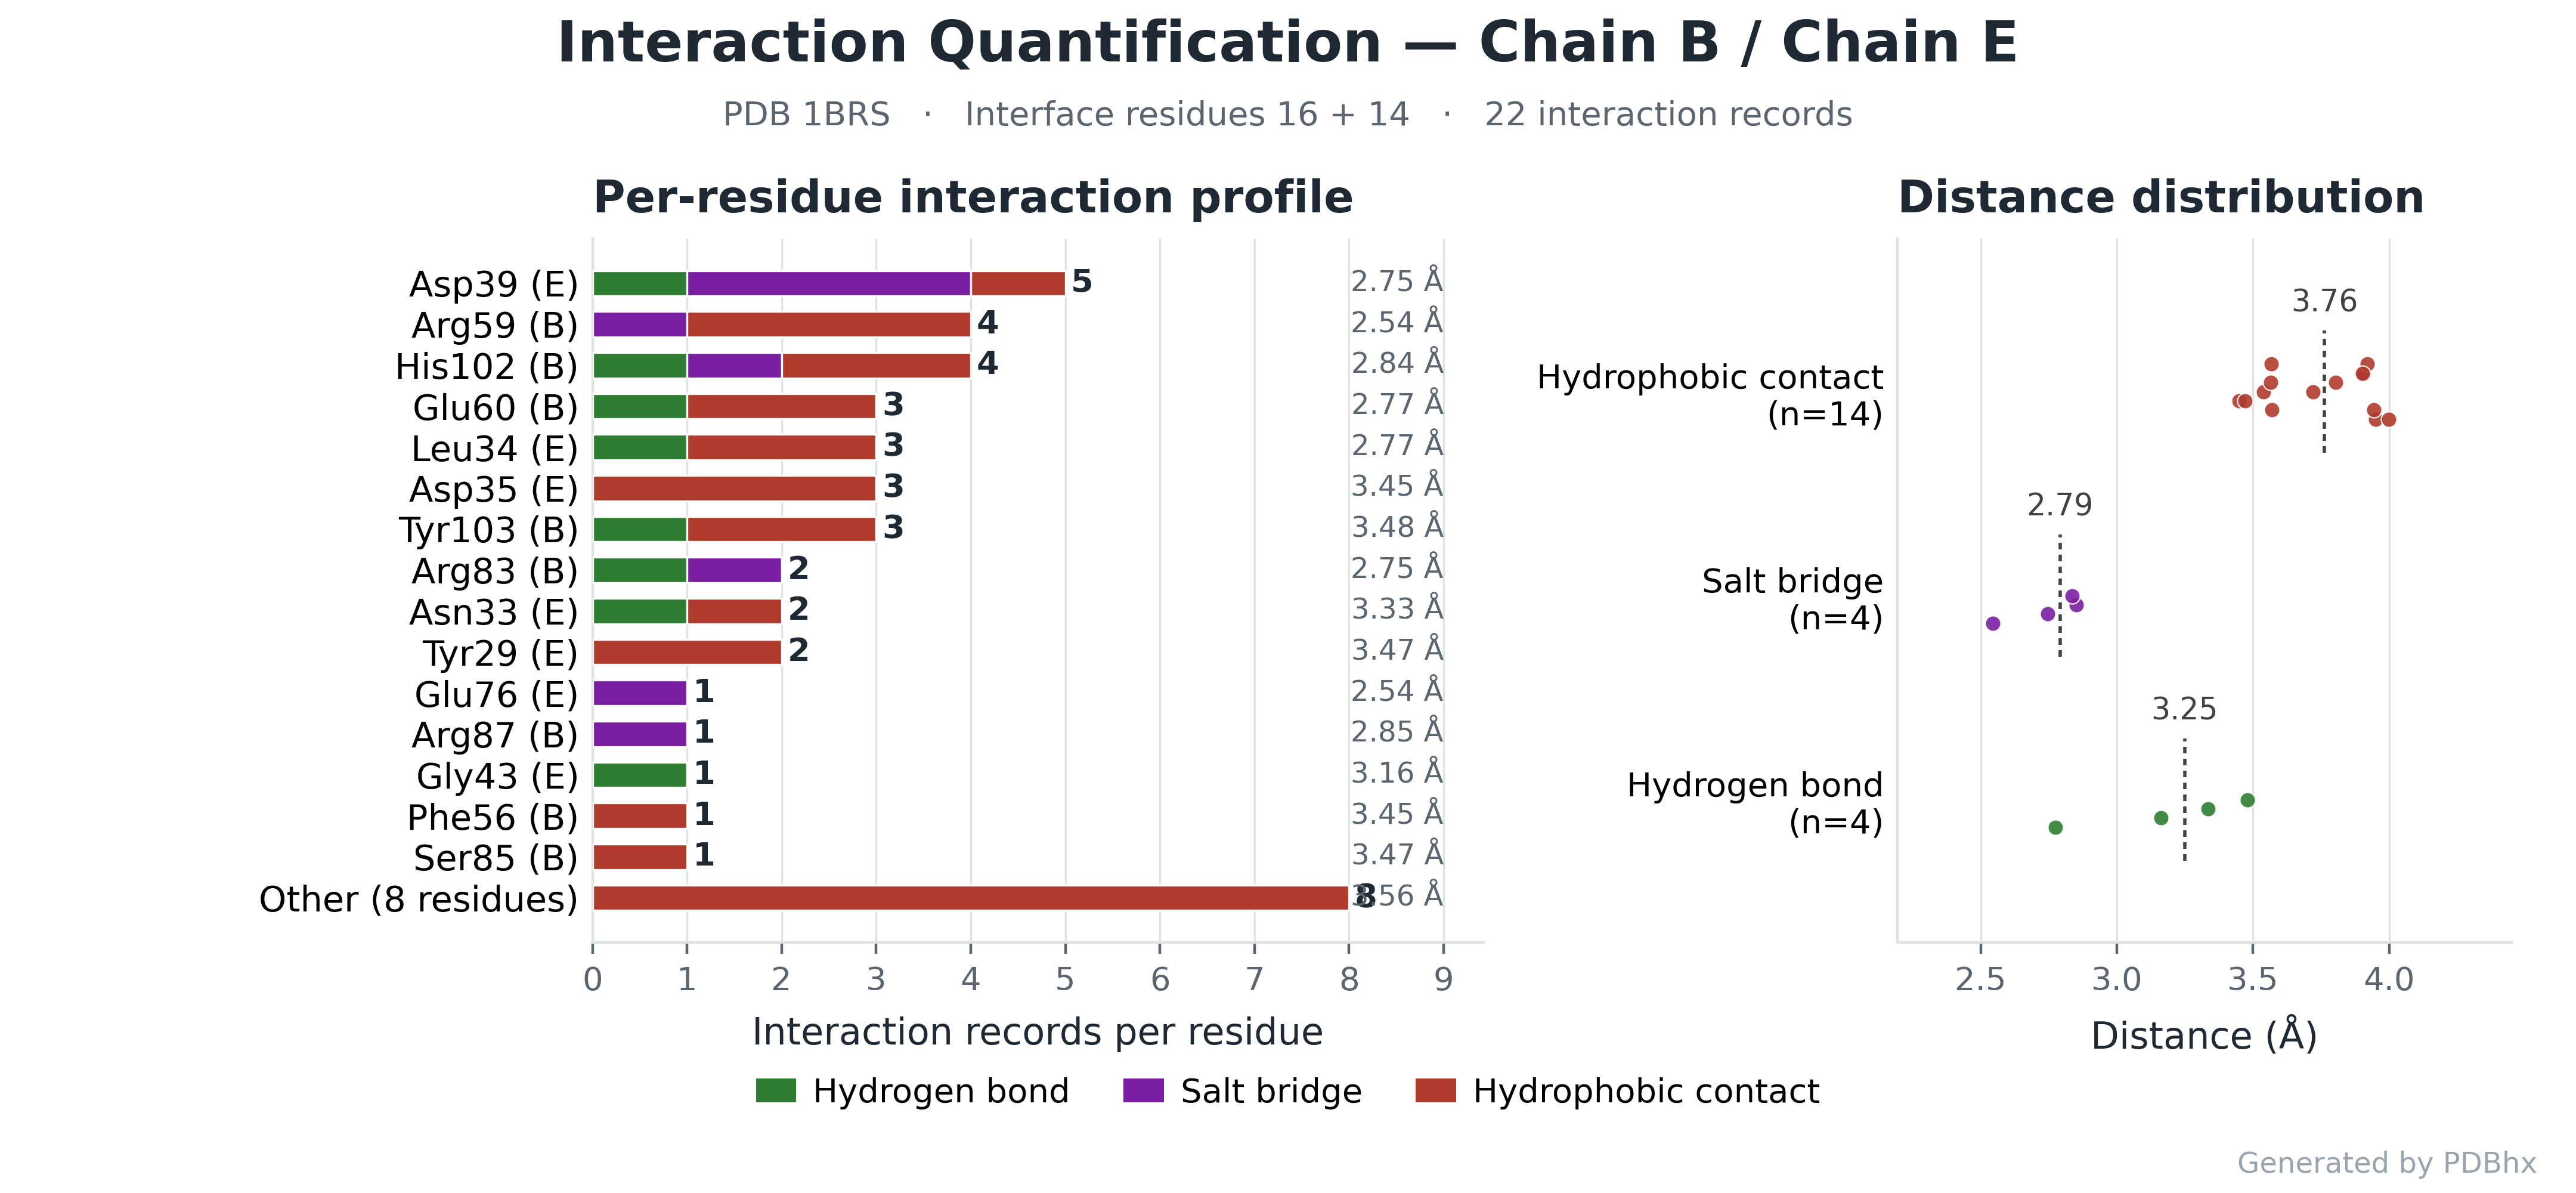 Interaction Quantification — Chain B / Chain E
PDB 1BRS · Interface residues 16 + 14 · 22 interaction records
Per-residue interaction profile
Asp39 (E) 5 2.75 Å
Arg59 (B) 4 2.54 Å
His102 (B) 4 2.84 Å
Glu60 (B) 3 2.77 Å
Leu34 (E) 3 2.77 Å
Asp35 (E) 3 3.45 Å
Tyr103 (B) 3 3.48 Å
Arg83 (B) 2 2.75 Å
Asn33 (E) 2 3.33 Å
Tyr29 (E) 2 3.47 Å
Glu76 (E) 1 2.54 Å
Arg87 (B) 1 2.85 Å
Gly43 (E) 1 3.16 Å
Phe56 (B) 1 3.45 Å
Ser85 (B) 1 3.47 Å
Other (8 residues) 8 3.56 Å
0 1 2 3 4 5 6 7 8 9
Interaction records per residue
Distance distribution
3.76
Hydrophobic contact
(n=14)
2.79
Salt bridge
(n=4)
3.25
Hydrogen bond
(n=4)
2.5 3.0 3.5 4.0
Distance (Å)
Hydrogen bond Salt bridge Hydrophobic contact
Generated by PDBhx